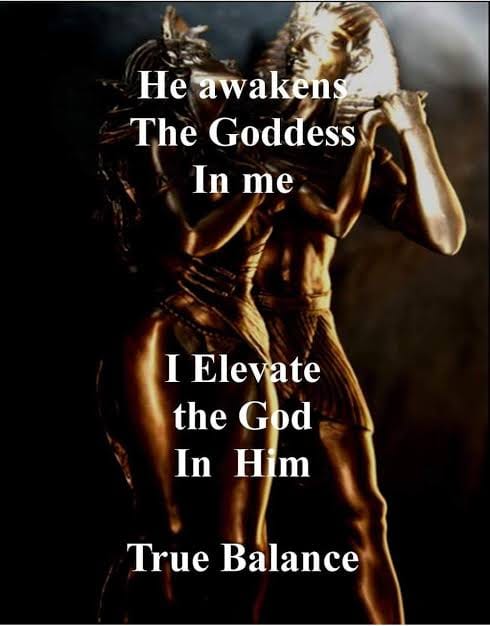 He awakens
The Goddess
In me
I Elevate
the God
In Him
True Balance